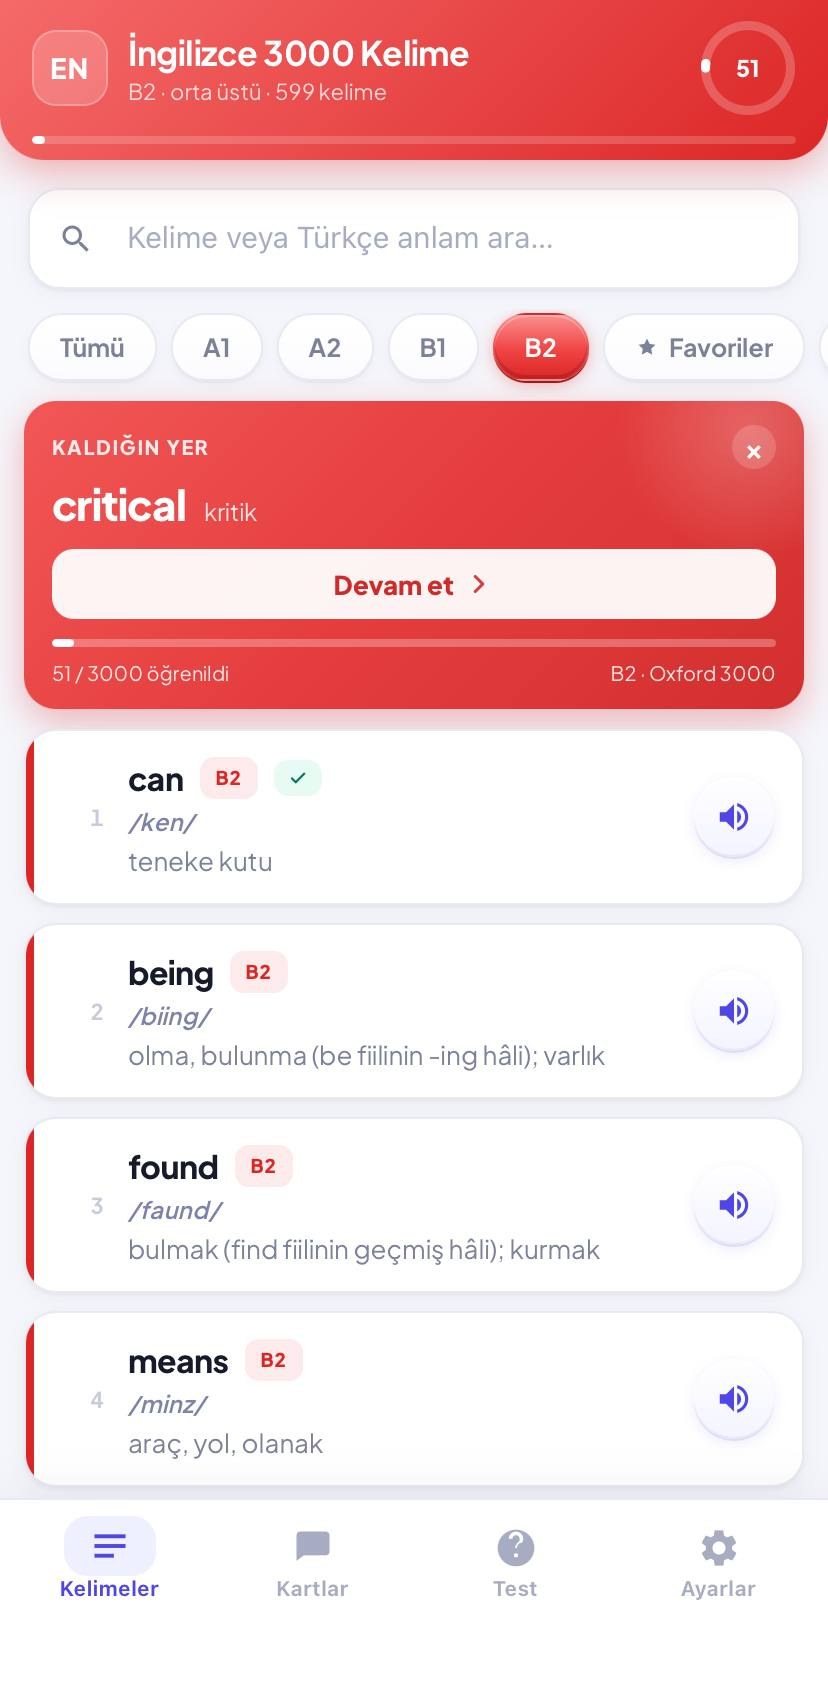 EN
İngilizce 3000 Kelime
B2 · orta üstü · 599 kelime
51
Kelime veya Türkçe anlam ara...
Tümü A1 A2 B1 B2 Favoriler
KALDIĞIN YER
critical kritik
Devam et
51 / 3000 öğrenildi B2 · Oxford 3000
can B2
1 /ken/
teneke kutu
being B2
2 /biing/
olma, bulunma (be fiilinin -ing hâli); varlık
found B2
3 /faund/
bulmak (find fiilinin geçmiş hâli); kurmak
means B2
4 /minz/
araç, yol, olanak
Kelimeler Kartlar Test Ayarlar